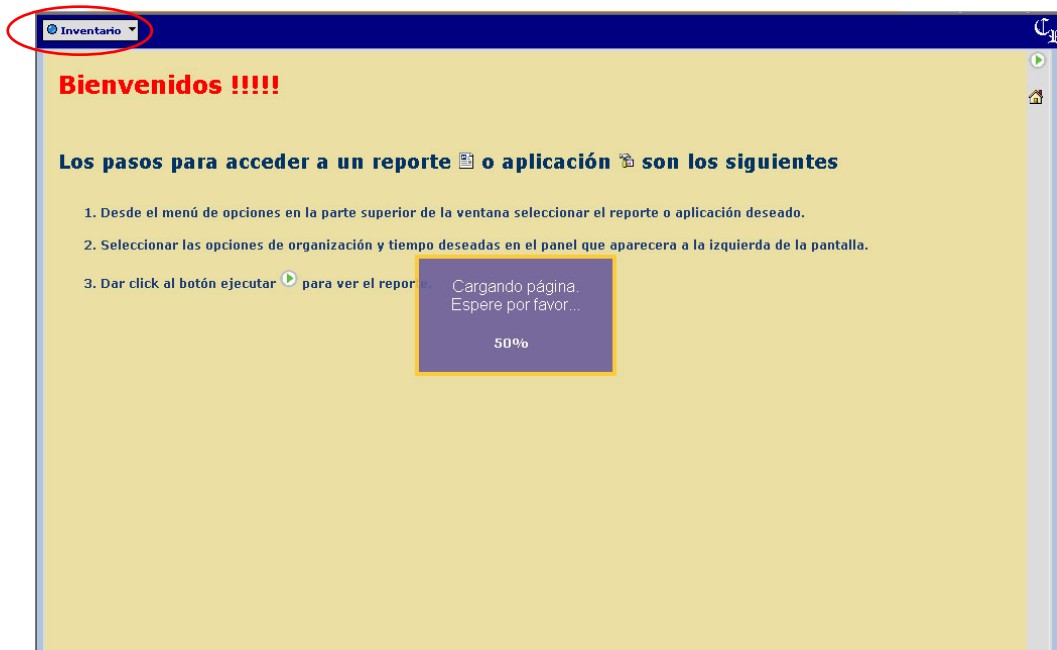 Inventario
Bienvenidos !!!!!
Los pasos para acceder a un reporte o aplicación son los siguientes
1. Desde el menú de opciones en la parte superior de la ventana seleccionar el reporte o aplicación deseado.
2. Seleccionar las opciones de organización y tiempo deseadas en el panel que aparecera a la izquierda de la pantalla.
3. Dar click al botón ejecutar para ver el reporte.
Cargando página.
Espere por favor...
50%